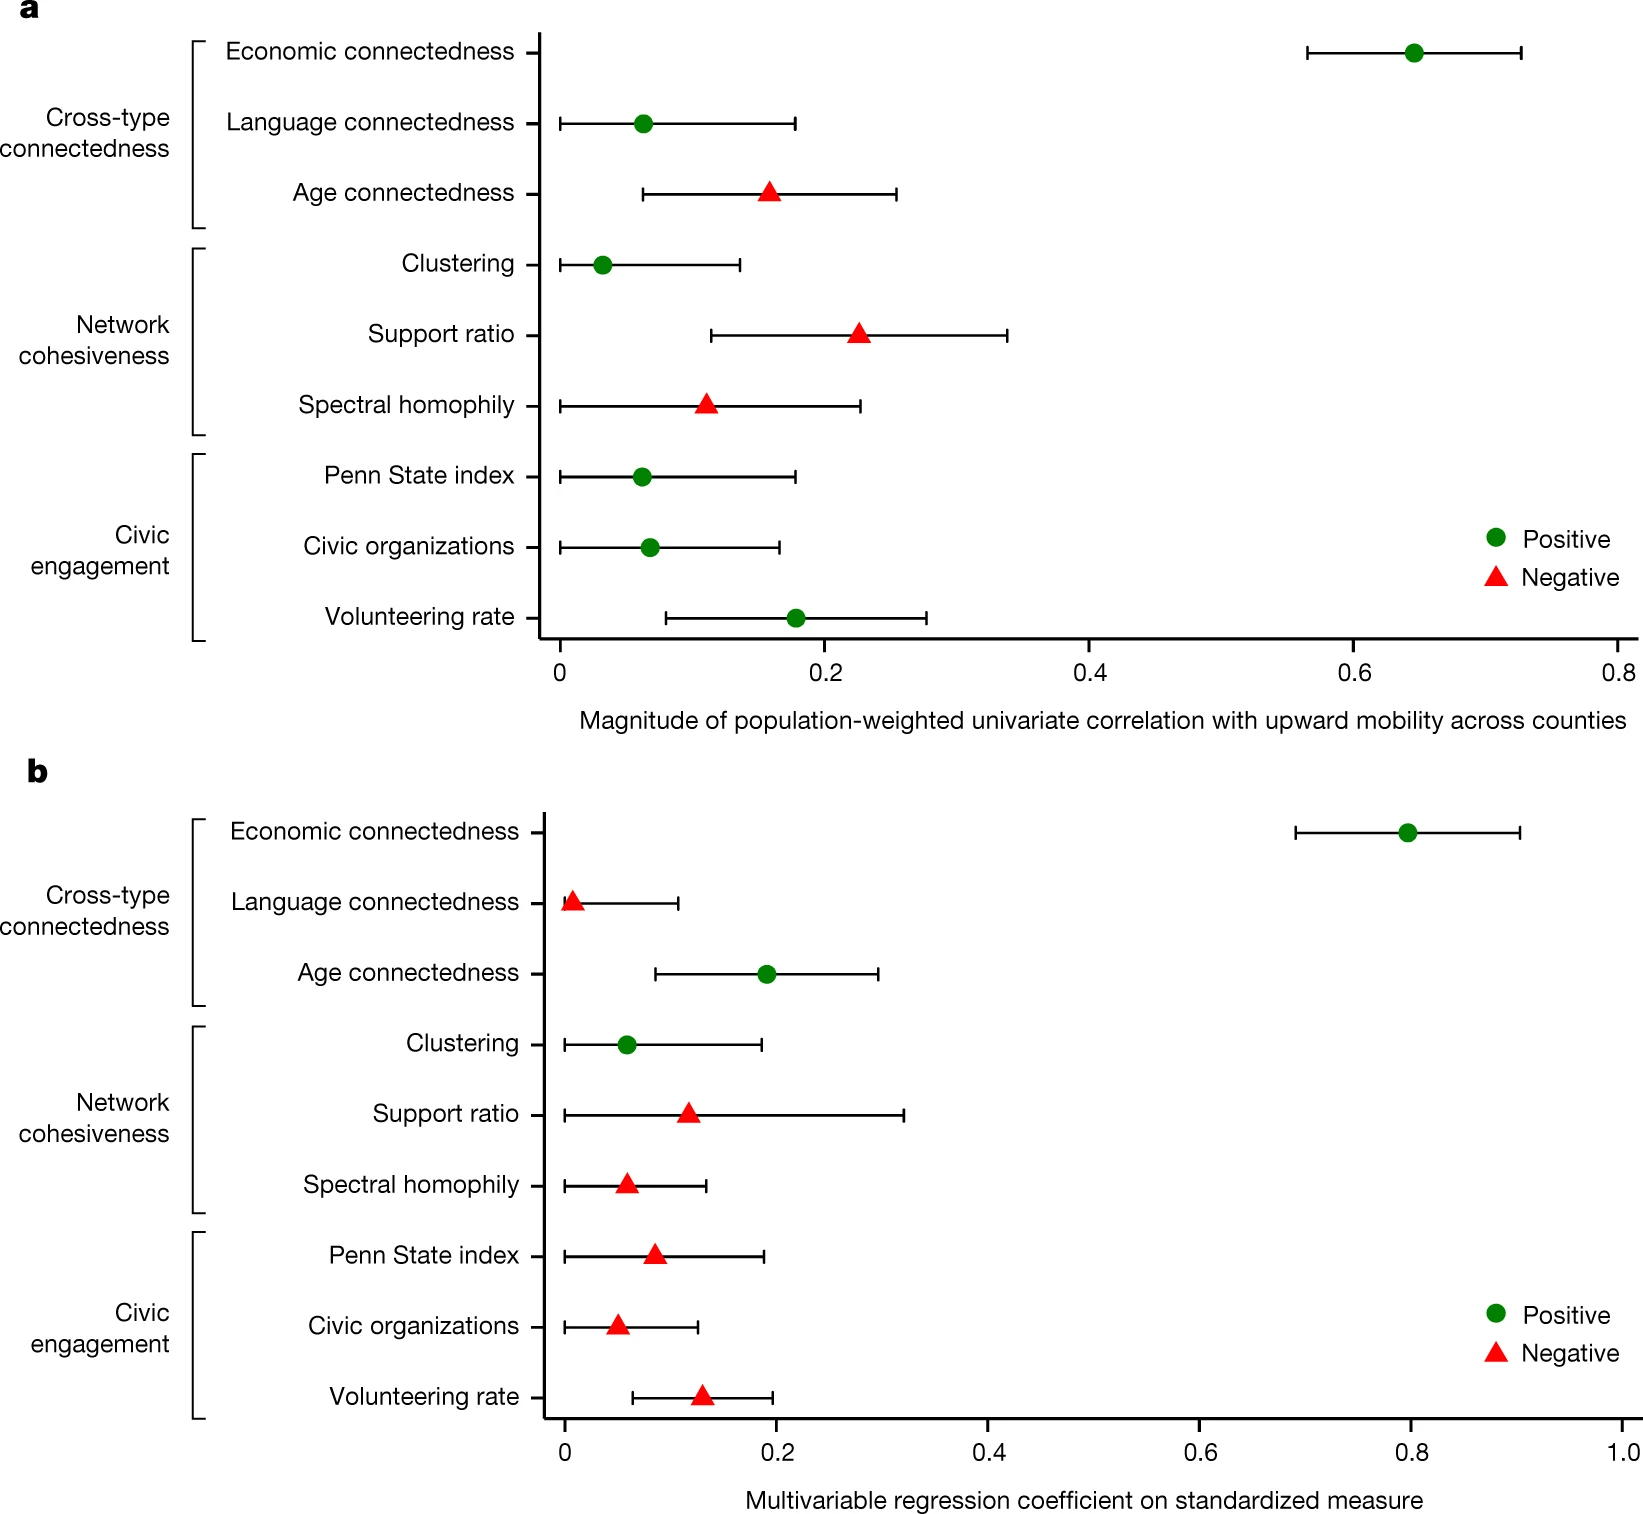 a
Economic connectedness
Cross-type
connectedness
Language connectedness
Age connectedness
Clustering
Network
cohesiveness
Support ratio
Spectral homophily
Penn State index
Civic
engagement
Civic organizations
Volunteering rate
Positive
Negative
0 0.2 0.4 0.6 0.8
Magnitude of population-weighted univariate correlation with upward mobility across counties
b
Economic connectedness
Cross-type
connectedness
Language connectedness
Age connectedness
Clustering
Network
cohesiveness
Support ratio
Spectral homophily
Penn State index
Civic
engagement
Civic organizations
Volunteering rate
Positive
Negative
0 0.2 0.4 0.6 0.8 1.0
Multivariable regression coefficient on standardized measure